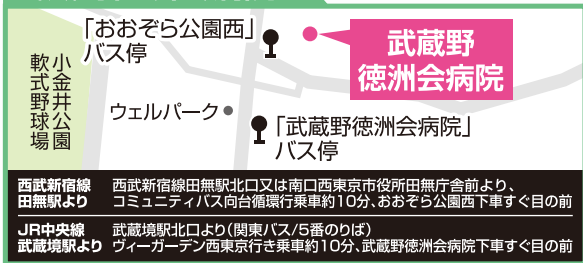 「おおぞら公園西」
バス停
武蔵野
徳洲会病院
小金井公園
軟式野球場
ウェルパーク
「武蔵野徳洲会病院」
バス停
西武新宿線
田無駅より
西武新宿線田無駅北口又は南口西東京市役所田無庁舎前より、
コミュニティバス向台循環行乗車約10分、おおぞら公園西下車すぐ目の前
JR中央線
武蔵境駅より
武蔵境駅北口より(関東バス/5番のりば)
ヴィーガーデン西東京行き乗車約10分、武蔵野徳洲会病院下車すぐ目の前